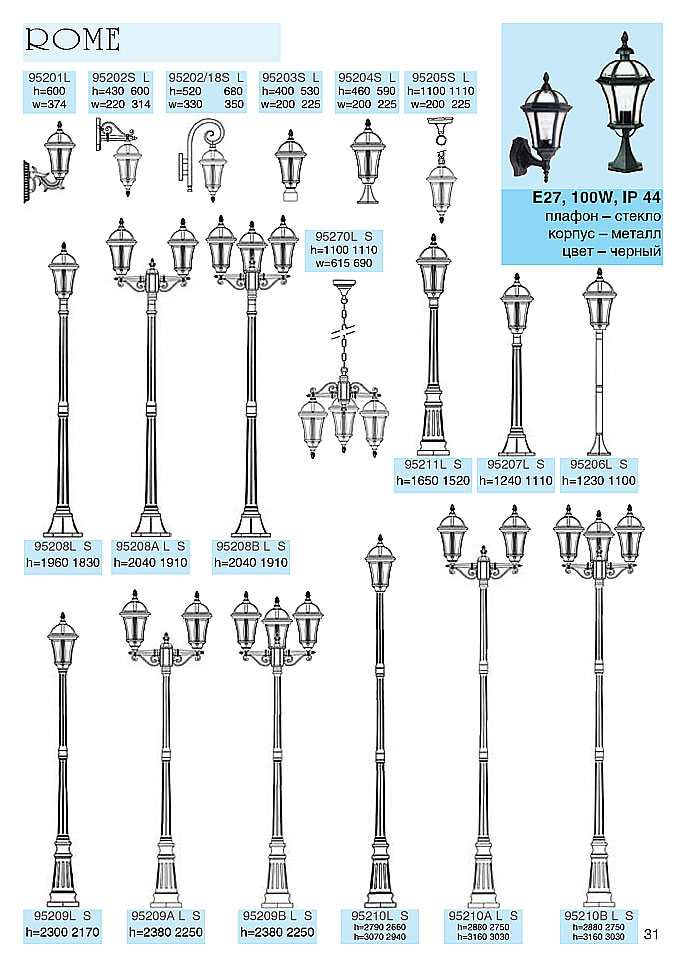 ROME
95201L
h=600
w=374
95202S L
h=430 600
w=220 314
95202/18S L
h=520 680
w=330 350
95203S L
h=400 530
w=200 225
95204S L
h=460 590
w=200 225
95205S L
h=1100 1110
w=200 225
E27, 100W, IP 44
плафон – стекло
корпус – металл
цвет – черный
95270L S
h=1100 1110
w=615 690
95211L S
h=1650 1520
95207L S
h=1240 1110
95206L S
h=1230 1100
95208L S
h=1960 1830
95208A L S
h=2040 1910
95208B L S
h=2040 1910
95209L S
h=2300 2170
95209A L S
h=2380 2250
95209B L S
h=2380 2250
95210L S
h=2790 2660
h=3070 2940
95210A L S
h=2880 2750
h=3160 3030
95210B L S
h=2880 2750
h=3160 3030
31